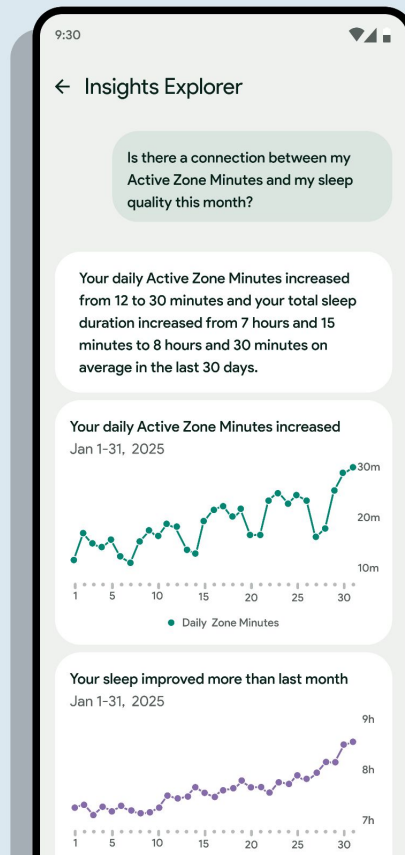 9:30
Insights Explorer
Is there a connection between my
Active Zone Minutes and my sleep
quality this month?
Your daily Active Zone Minutes increased
from 12 to 30 minutes and your total sleep
duration increased from 7 hours and 15
minutes to 8 hours and 30 minutes on
average in the last 30 days.
Your daily Active Zone Minutes increased
Jan 1-31, 2025
30m
20m
10m
1 5 10 15 20 25 30
Daily Zone Minutes
Your sleep improved more than last month
Jan 1-31, 2025
9h
8h
7h
1 5 10 15 20 25 30